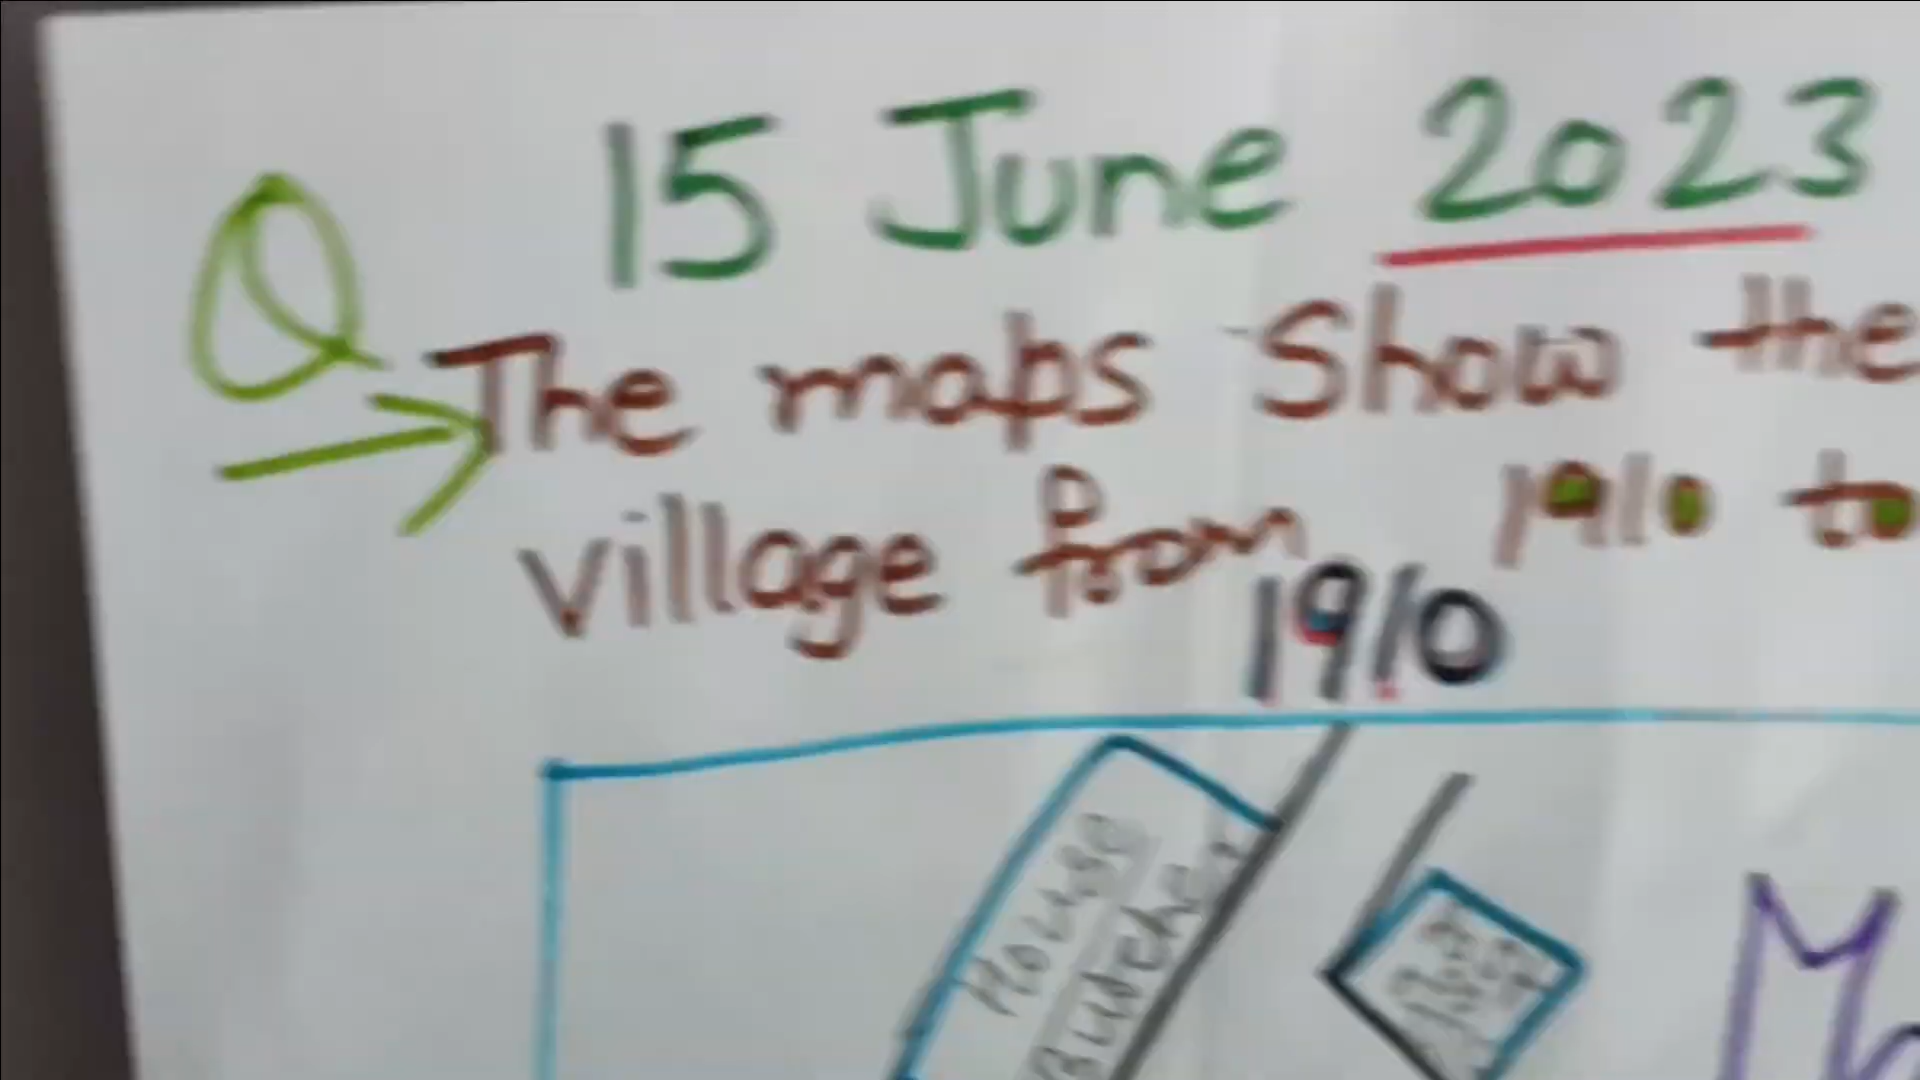 15 June 2023
Q
The maps Show the
village from 1910 to
1910
House
Butcher